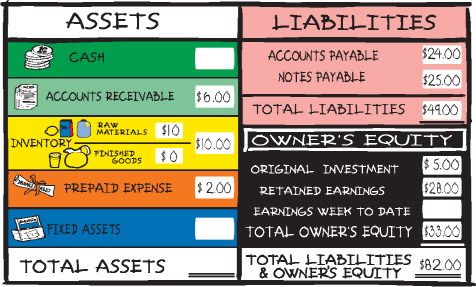 ASSETS
CASH
ACCOUNTS RECEIVABLE $6.00
INVENTORY
RAW
MATERIALS $10
FINISHED
GOODS $0
$10.00
PREPAID EXPENSE $2.00
FIXED ASSETS
TOTAL ASSETS
LIABILITIES
ACCOUNTS PAYABLE $24.00
NOTES PAYABLE $25.00
TOTAL LIABILITIES $49.00
OWNER'S EQUITY
ORIGINAL INVESTMENT $5.00
RETAINED EARNINGS $28.00
EARNINGS WEEK TO DATE
TOTAL OWNER'S EQUITY $33.00
TOTAL LIABILITIES
& OWNER'S EQUITY $82.00